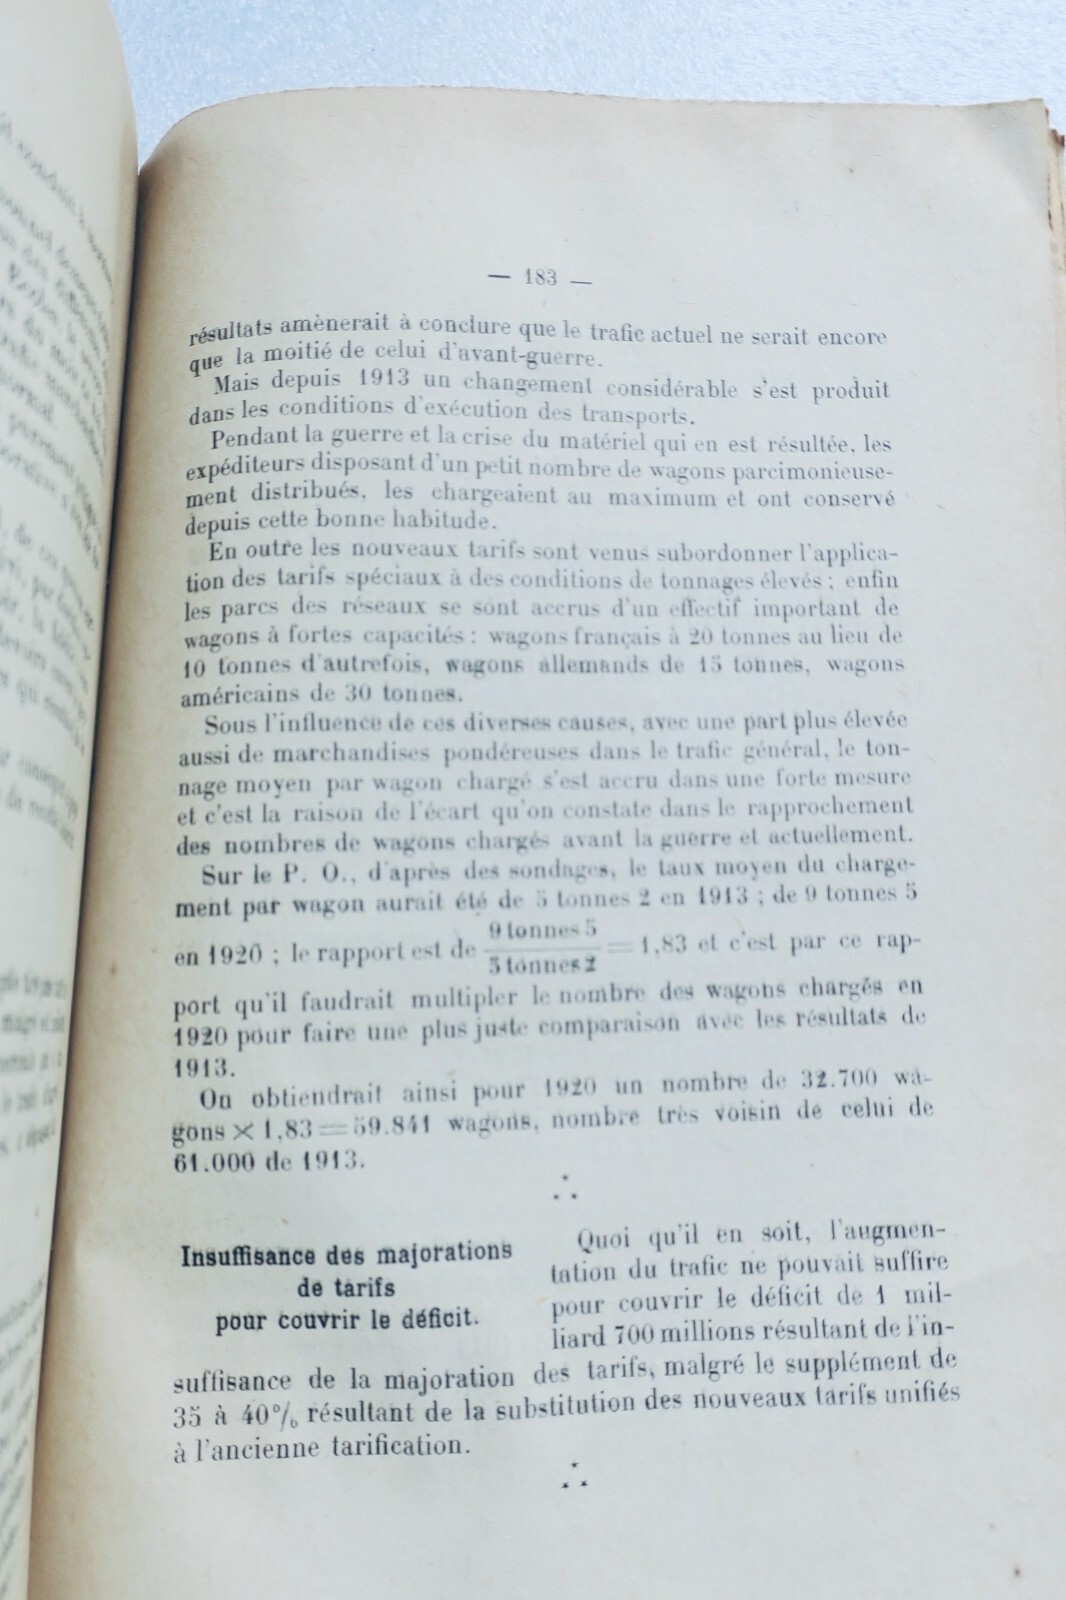 — 183 —
résultats amènerait à conclure que le trafic actuel ne serait encore
que la moitié de celui d'avant-guerre.
Mais depuis 1913 un changement considérable s'est produit
dans les conditions d'exécution des transports.
Pendant la guerre et la crise du matériel qui en est résultée, les
expéditeurs disposant d'un petit nombre de wagons parcimonieuse-
ment distribués, les chargeaient au maximum et ont conservé
depuis cette bonne habitude.
En outre les nouveaux tarifs sont venus subordonner l'applica-
tion des tarifs spéciaux à des conditions de tonnages élevés ; enfin
les parcs des réseaux se sont accrus d'un effectif important de
wagons à fortes capacités : wagons français à 20 tonnes au lieu de
10 tonnes d'autrefois, wagons allemands de 15 tonnes, wagons
américains de 30 tonnes.
Sous l'influence de ces diverses causes, avec une part plus élevée
aussi de marchandises pondéreuses dans le trafic général, le ton-
nage moyen par wagon chargé s'est accru dans une forte mesure
et c'est la raison de l'écart qu'on constate dans le rapprochement
des nombres de wagons chargés avant la guerre et actuellement.
Sur le P. O., d'après des sondages, le taux moyen du charge-
ment par wagon aurait été de 5 tonnes 2 en 1913 ; de 9 tonnes 5
en 1920 ; le rapport est de 9 tonnes 5 / 5 tonnes 2 = 1,83 et c'est par ce rap-
port qu'il faudrait multipler le nombre des wagons chargés en
1920 pour faire une plus juste comparaison avec les résultats de
1913.
On obtiendrait ainsi pour 1920 un nombre de 32.700 wa-
gons × 1,83 = 59.841 wagons, nombre très voisin de celui de
61.000 de 1913.
Insuffisance des majorations
de tarifs
pour couvrir le déficit.
Quoi qu'il en soit, l'augmen-
tation du trafic ne pouvait suffire
pour couvrir le déficit de 1 mil-
liard 700 millions résultant de l'in-
suffisance de la majoration des tarifs, malgré le supplément de
35 à 40% résultant de la substitution des nouveaux tarifs unifiés
à l'ancienne tarification.